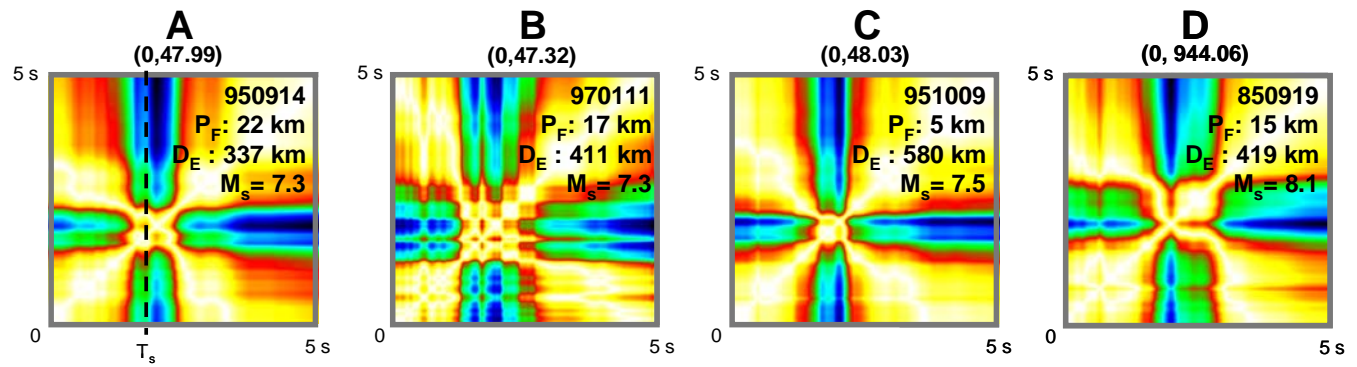 A
(0,47.99)
5 s
950914
P_F: 22 km
D_E : 337 km
M_s= 7.3
0
T_s
5 s
B
(0,47.32)
5 s
970111
P_F: 17 km
D_E : 411 km
M_s= 7.3
0
5 s
C
(0,48.03)
5 s
951009
P_F: 5 km
D_E : 580 km
M_s= 7.5
0
5 s
D
(0, 944.06)
5 s
850919
P_F: 15 km
D_E : 419 km
M_s= 8.1
0
5 s